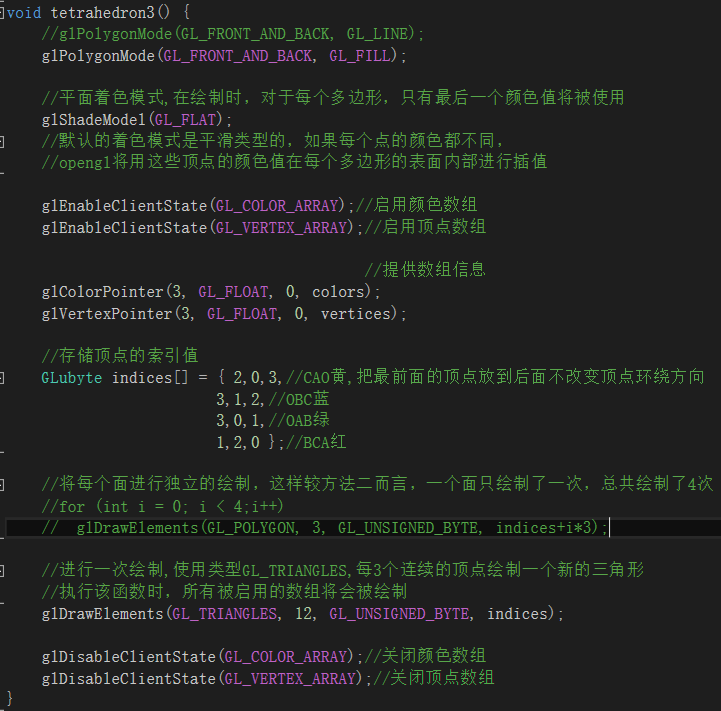 void tetrahedron3() {
//glPolygonMode(GL_FRONT_AND_BACK, GL_LINE);
glPolygonMode(GL_FRONT_AND_BACK, GL_FILL);
//平面着色模式,在绘制时，对于每个多边形，只有最后一个颜色值将被使用
glShadeModel(GL_FLAT);
//默认的着色模式是平滑类型的，如果每个点的颜色都不同，
//opengl将用这些顶点的颜色值在每个多边形的表面内部进行插值
glEnableClientState(GL_COLOR_ARRAY);//启用颜色数组
glEnableClientState(GL_VERTEX_ARRAY);//启用顶点数组
//提供数组信息
glColorPointer(3, GL_FLOAT, 0, colors);
glVertexPointer(3, GL_FLOAT, 0, vertices);
//存储顶点的索引值
GLubyte indices[] = { 2,0,3,//CAO黄,把最前面的顶点放到后面不改变顶点环绕方向
3,1,2,//OBC蓝
3,0,1,//OAB绿
1,2,0 };//BCA红
//将每个面进行独立的绘制，这样较方法二而言，一个面只绘制了一次，总共绘制了4次
//for (int i = 0; i < 4;i++)
//  glDrawElements(GL_POLYGON, 3, GL_UNSIGNED_BYTE, indices+i*3);
//进行一次绘制,使用类型GL_TRIANGLES,每3个连续的顶点绘制一个新的三角形
//执行该函数时，所有被启用的数组将会被绘制
glDrawElements(GL_TRIANGLES, 12, GL_UNSIGNED_BYTE, indices);
glDisableClientState(GL_COLOR_ARRAY);//关闭颜色数组
glDisableClientState(GL_VERTEX_ARRAY);//关闭顶点数组
}